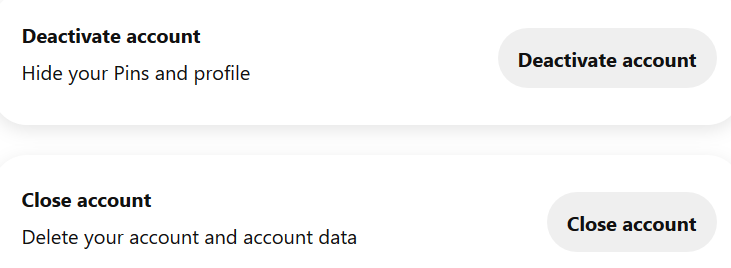 Deactivate account
Hide your Pins and profile
Deactivate account
Close account
Delete your account and account data
Close account